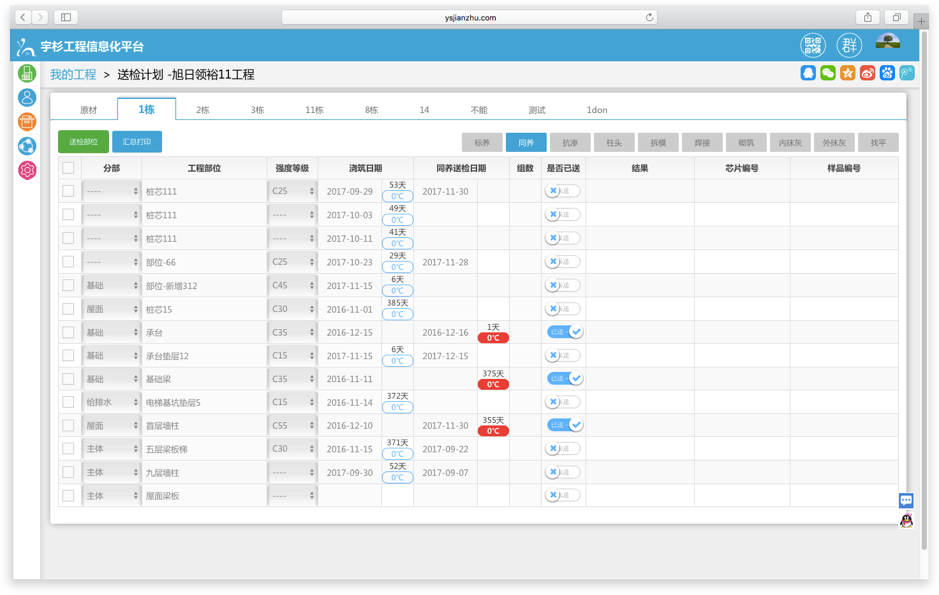 ysjianzhu.com
宇杉工程信息化平台
群
我的工程 > 送检计划 -旭日领裕11工程
原材 1栋 2栋 3栋 11栋 8栋 14 不能 测试 1don
送检部位 汇总打印 标养 同养 抗渗 柱头 拆模 焊接 砌筑 内抹灰 外抹灰 找平
分部 工程部位 强度等级 浇筑日期 同养送检日期 组数 是否已送 结果 芯片编号 样品编号
---- 桩芯111 C25 2017-09-29 53天 0℃ 2017-11-30 未送
---- 桩芯111 ---- 2017-10-03 49天 0℃ 未送
---- 桩芯111 ---- 2017-10-11 41天 0℃ 未送
---- 部位-66 C25 2017-10-23 29天 0℃ 2017-11-28 未送
基础 部位-新增312 C45 2017-11-15 6天 0℃ 未送
屋面 桩芯15 C30 2016-11-01 385天 0℃ 未送
基础 承台 C35 2016-12-15 2016-12-16 1天 0℃ 已送
基础 承台垫层12 C15 2017-11-15 6天 0℃ 2017-12-15 未送
基础 基础梁 C35 2016-11-11 375天 0℃ 已送
给排水 电梯基坑垫层5 C15 2016-11-14 372天 0℃ 未送
屋面 首层墙柱 C55 2016-12-10 2017-11-30 355天 0℃ 已送
主体 五层梁板梯 C30 2016-11-15 371天 0℃ 2017-09-22 未送
主体 九层墙柱 ---- 2017-09-30 52天 0℃ 2017-09-07 未送
主体 屋面梁板 ---- 未送